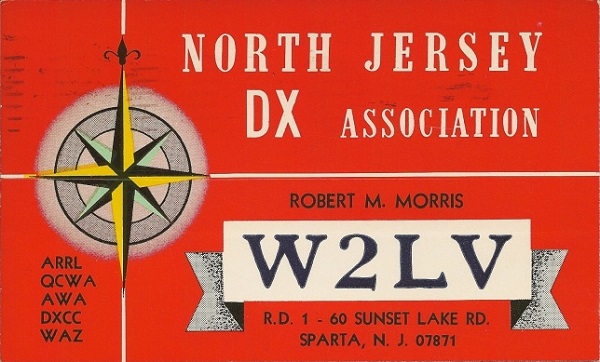 NORTH JERSEY
DX ASSOCIATION
ROBERT M. MORRIS
W2LV
R.D. 1 - 60 SUNSET LAKE RD.
SPARTA, N. J. 07871
ARRL
QCWA
AWA
DXCC
WAZ